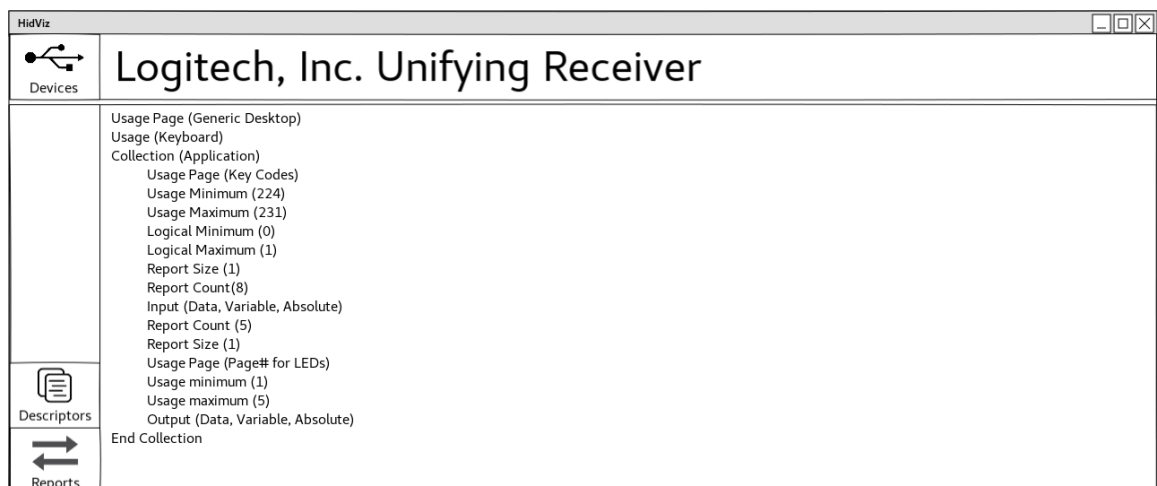 HidViz
Devices
Logitech, Inc. Unifying Receiver
Usage Page (Generic Desktop)
Usage (Keyboard)
Collection (Application)
Usage Page (Key Codes)
Usage Minimum (224)
Usage Maximum (231)
Logical Minimum (0)
Logical Maximum (1)
Report Size (1)
Report Count(8)
Input (Data, Variable, Absolute)
Report Count (5)
Report Size (1)
Usage Page (Page# for LEDs)
Usage minimum (1)
Usage maximum (5)
Output (Data, Variable, Absolute)
End Collection
Descriptors
Reports